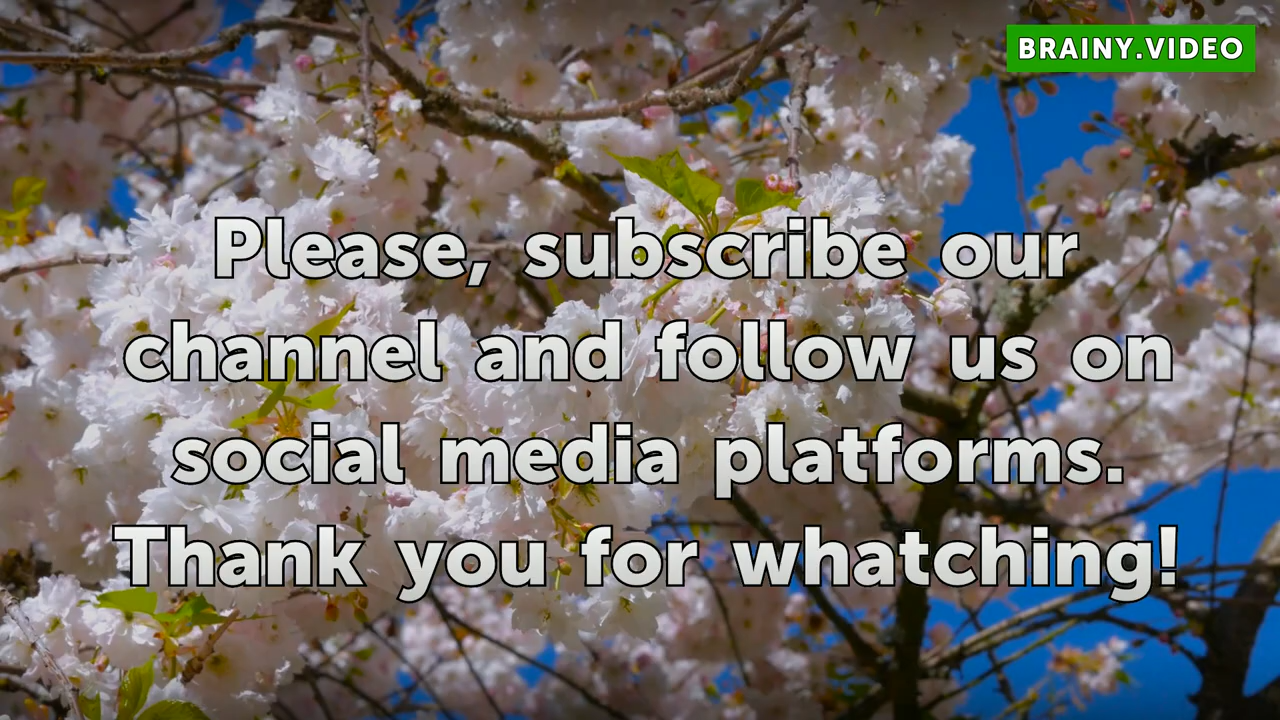 BRAINY.VIDEO
Please, subscribe our
channel and follow us on
social media platforms.
Thank you for whatching!